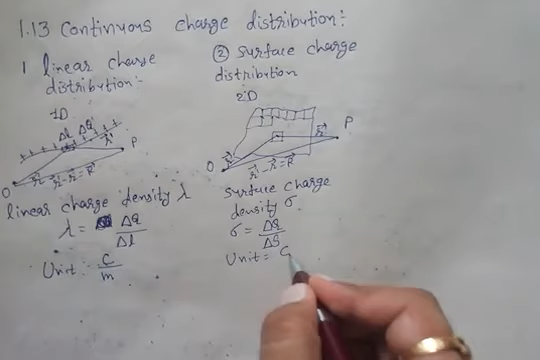 1.13 Continuous charge distribution:-
1 linear charge
distribution:-
1D
Δl ΔQ
O
P
linear charge density λ
λ = ΔQ
Δl
Unit: C
m
② Surface charge
distribution
2D
P
O
Surface charge
density σ.
σ = ΔQ
ΔS
Unit= C